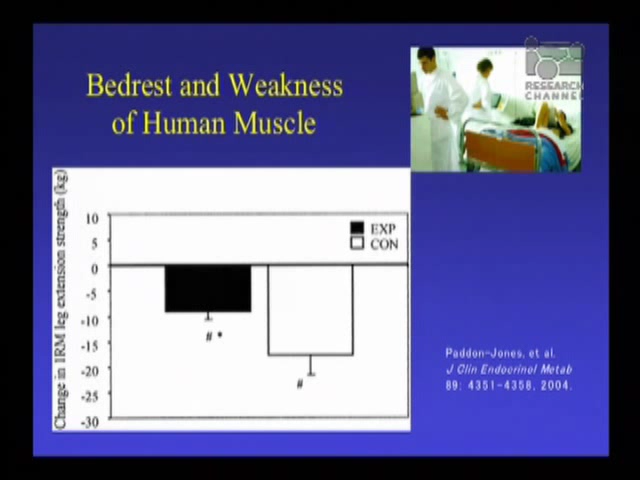 Bedrest and Weakness
of Human Muscle
RESEARCH
CHANNEL
Change in 1RM leg extension strength (kg)
10
5
0
-5
-10
-15
-20
-25
-30
EXP
CON
# *
#
Paddon-Jones, et al.
J Clin Endocrinel Metab
89: 4351-4358, 2004.